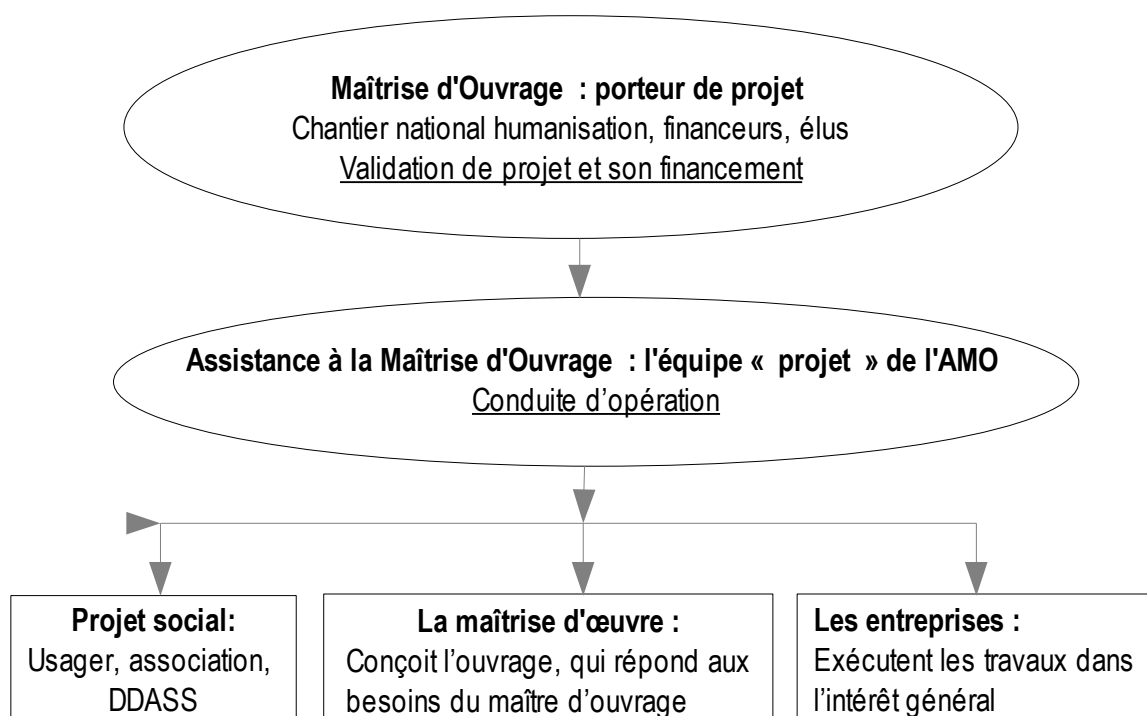 Maîtrise d'Ouvrage : porteur de projet
Chantier national humanisation, financeurs, élus
Validation de projet et son financement
Assistance à la Maîtrise d'Ouvrage : l'équipe « projet » de l'AMO
Conduite d’opération
Projet social:
Usager, association,
DDASS
La maîtrise d'œuvre :
Conçoit l’ouvrage, qui répond aux
besoins du maître d’ouvrage
Les entreprises :
Exécutent les travaux dans
l’intérêt général